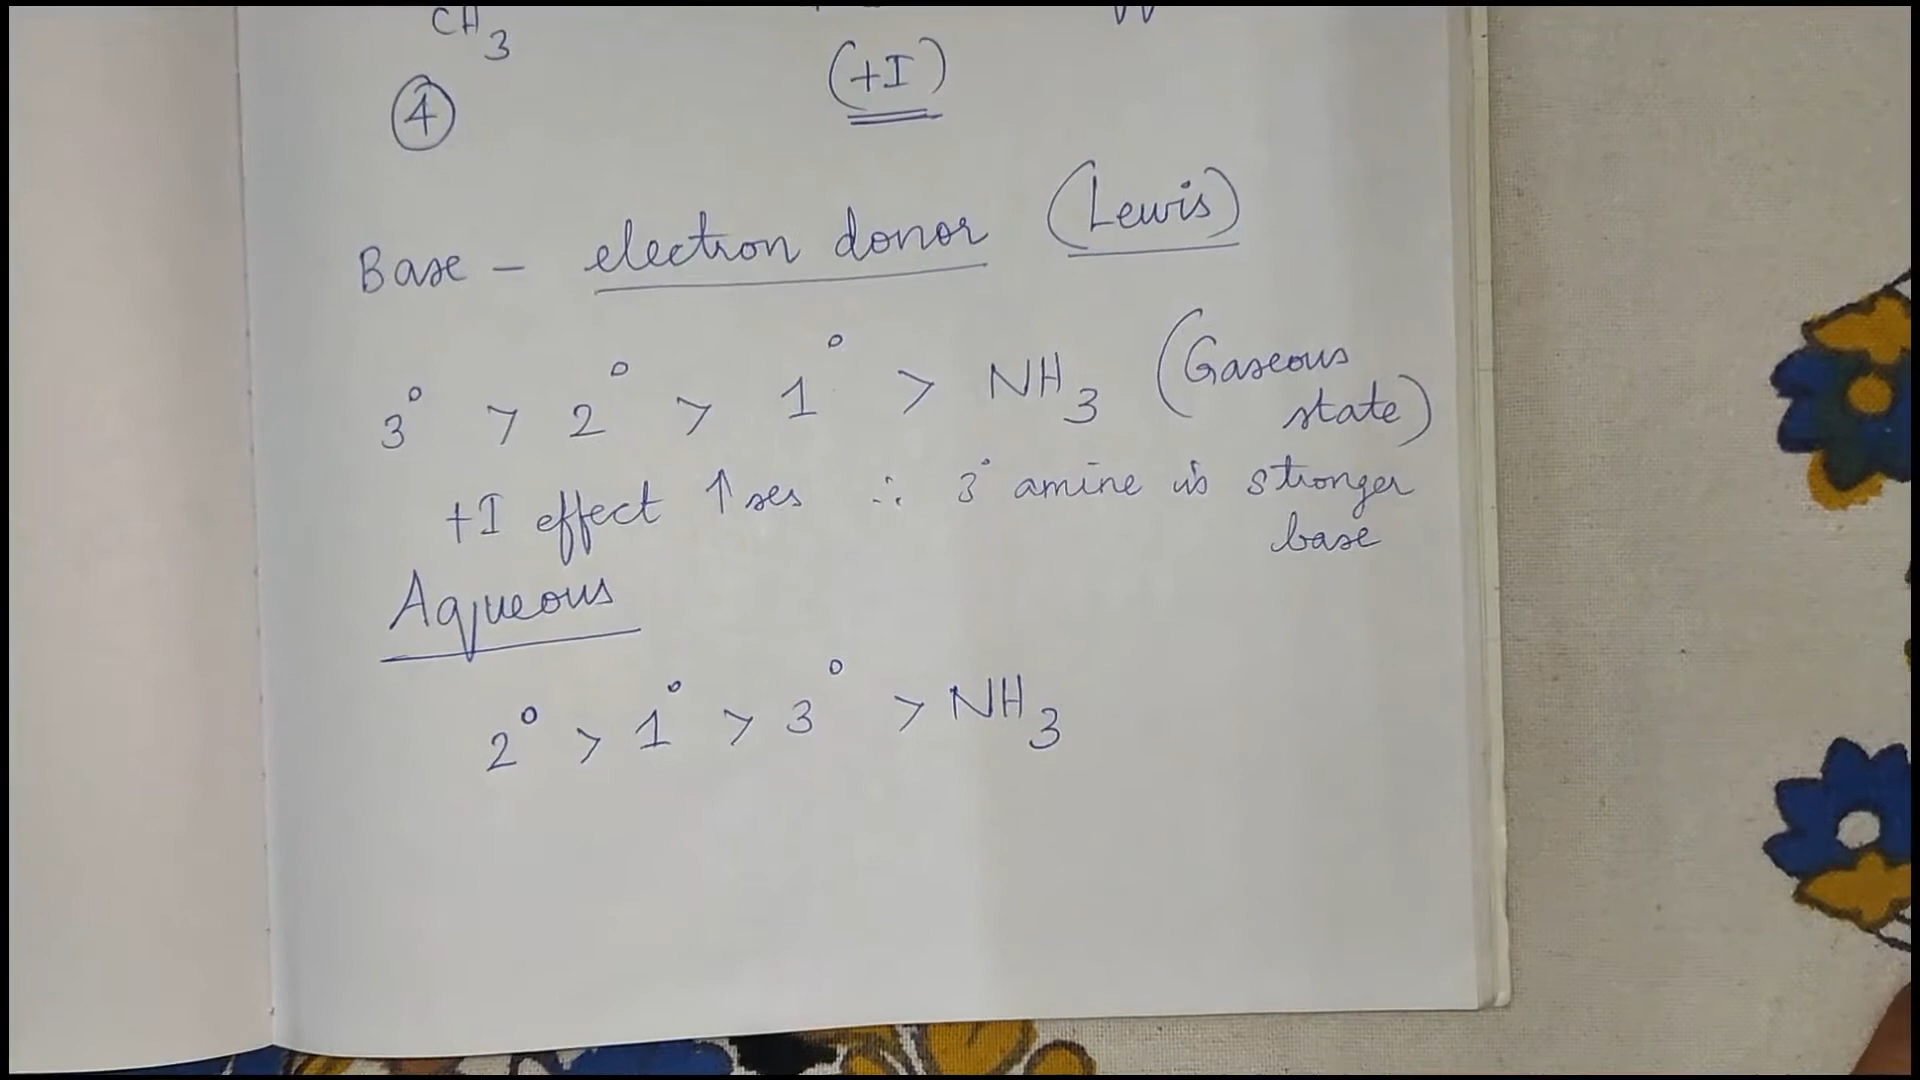 CH3
(+I)
4
Base - electron donor (Lewis)
3° > 2° > 1° > NH3 (Gaseous state)
+I effect ↑ses ∴ 3° amine is stronger base
Aqueous
2° > 1° > 3° > NH3